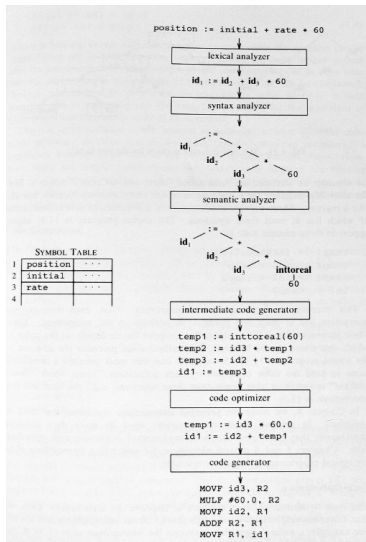 position := initial + rate * 60
lexical analyzer
id1 := id2 + id3 * 60
syntax analyzer
:=
id1 +
id2 *
id3 60
semantic analyzer
:=
id1 +
id2 *
id3 inttoreal
60
SYMBOL TABLE
1 position ...
2 initial ...
3 rate ...
4
intermediate code generator
temp1 := inttoreal(60)
temp2 := id3 * temp1
temp3 := id2 + temp2
id1 := temp3
code optimizer
temp1 := id3 * 60.0
id1 := id2 + temp1
code generator
MOVF id3, R2
MULF #60.0, R2
MOVF id2, R1
ADDF R2, R1
MOVF R1, id1